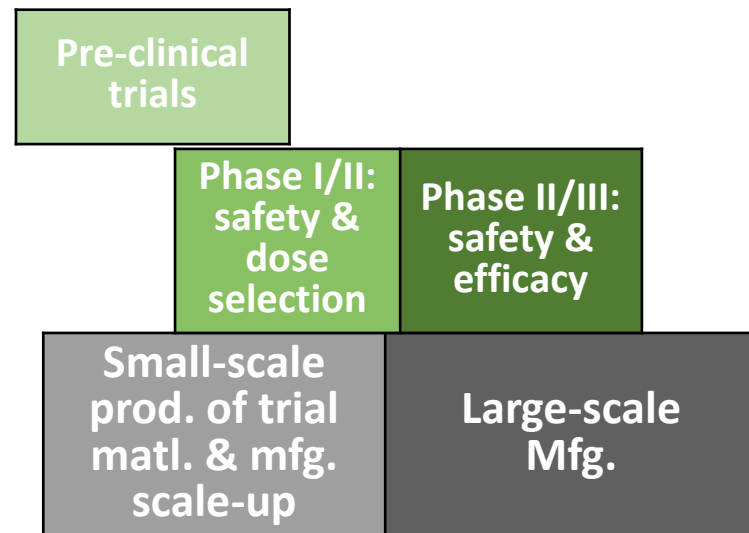 Pre-clinical
trials
Phase I/II:
safety &
dose
selection
Phase II/III:
safety &
efficacy
Small-scale
prod. of trial
matl. & mfg.
scale-up
Large-scale
Mfg.